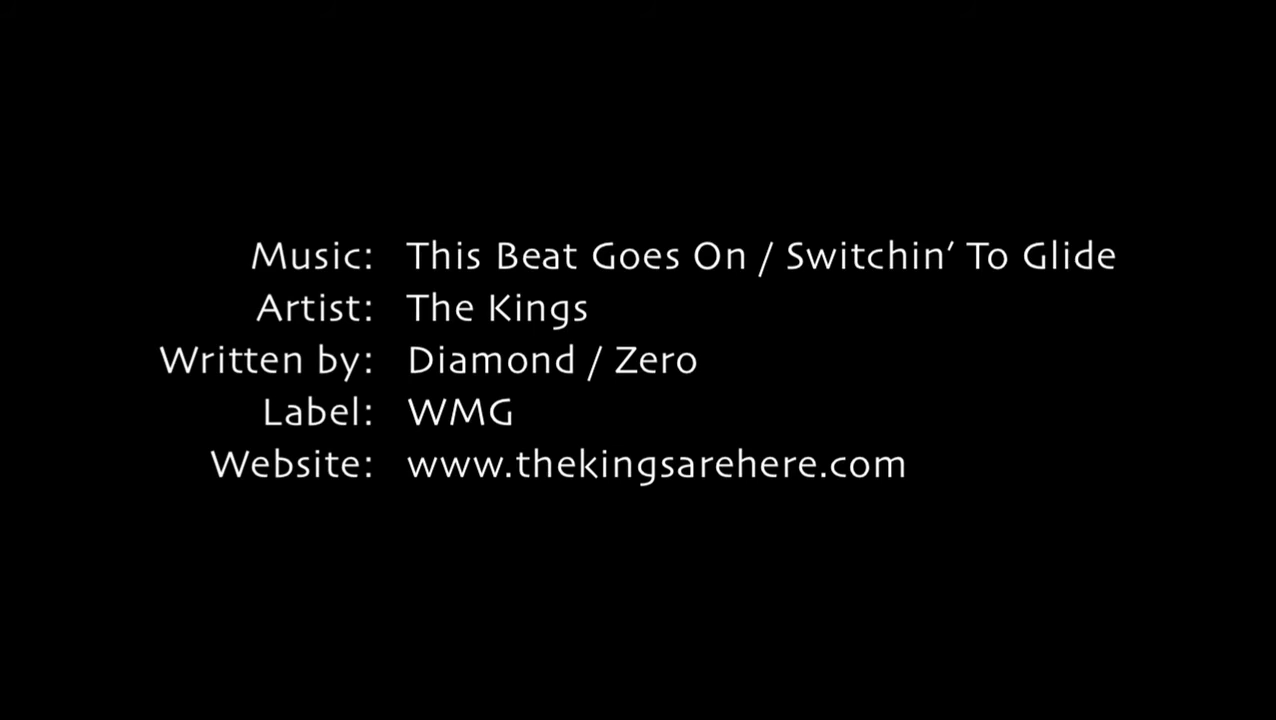 Music: This Beat Goes On / Switchin’ To Glide
Artist: The Kings
Written by: Diamond / Zero
Label: WMG
Website: www.thekingsarehere.com